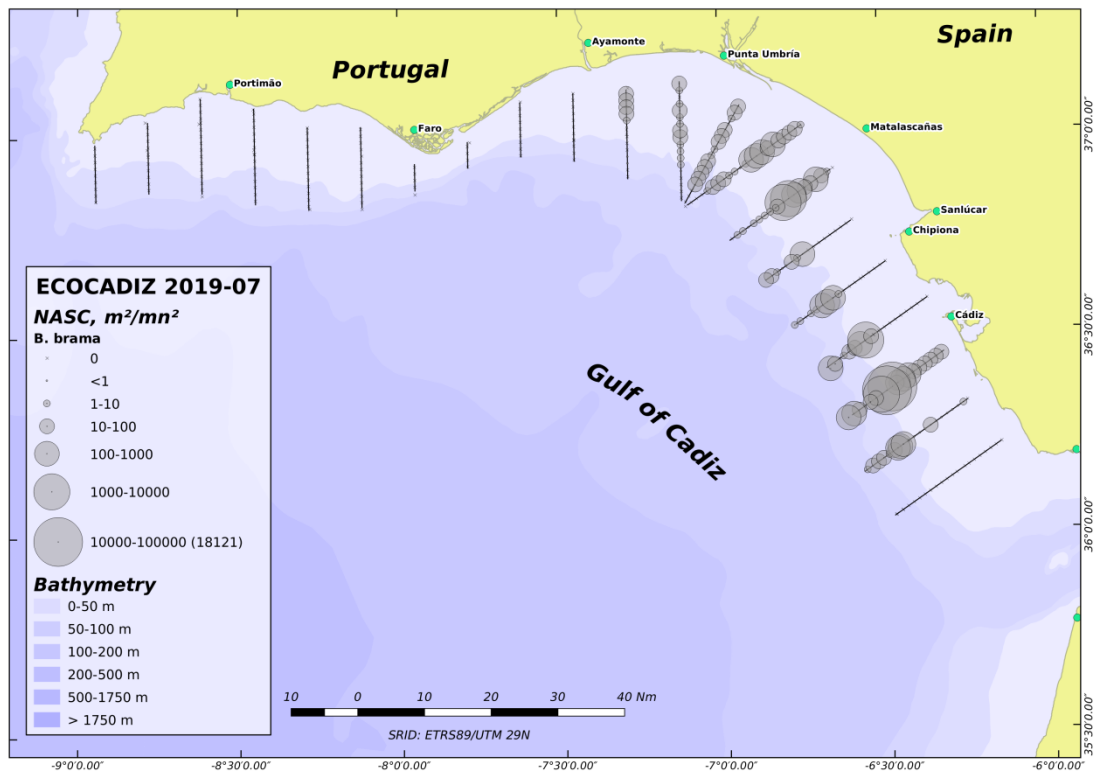 Spain
Portugal
Ayamonte
Punta Umbría
Portimão
Faro
Matalascañas
Sanlúcar
Chipiona
Cádiz
Gulf of Cadiz
ECOCADIZ 2019-07
NASC, m²/mn²
B. brama
0
<1
1-10
10-100
100-1000
1000-10000
10000-100000 (18121)
Bathymetry
0-50 m
50-100 m
100-200 m
200-500 m
500-1750 m
> 1750 m
10 0 10 20 30 40 Nm
SRID: ETRS89/UTM 29N
37°0'0.00"
36°30'0.00"
36°0'0.00"
35°30'0.00"
-9°0'0.00" -8°30'0.00" -8°0'0.00" -7°30'0.00" -7°0'0.00" -6°30'0.00" -6°0'0.00"